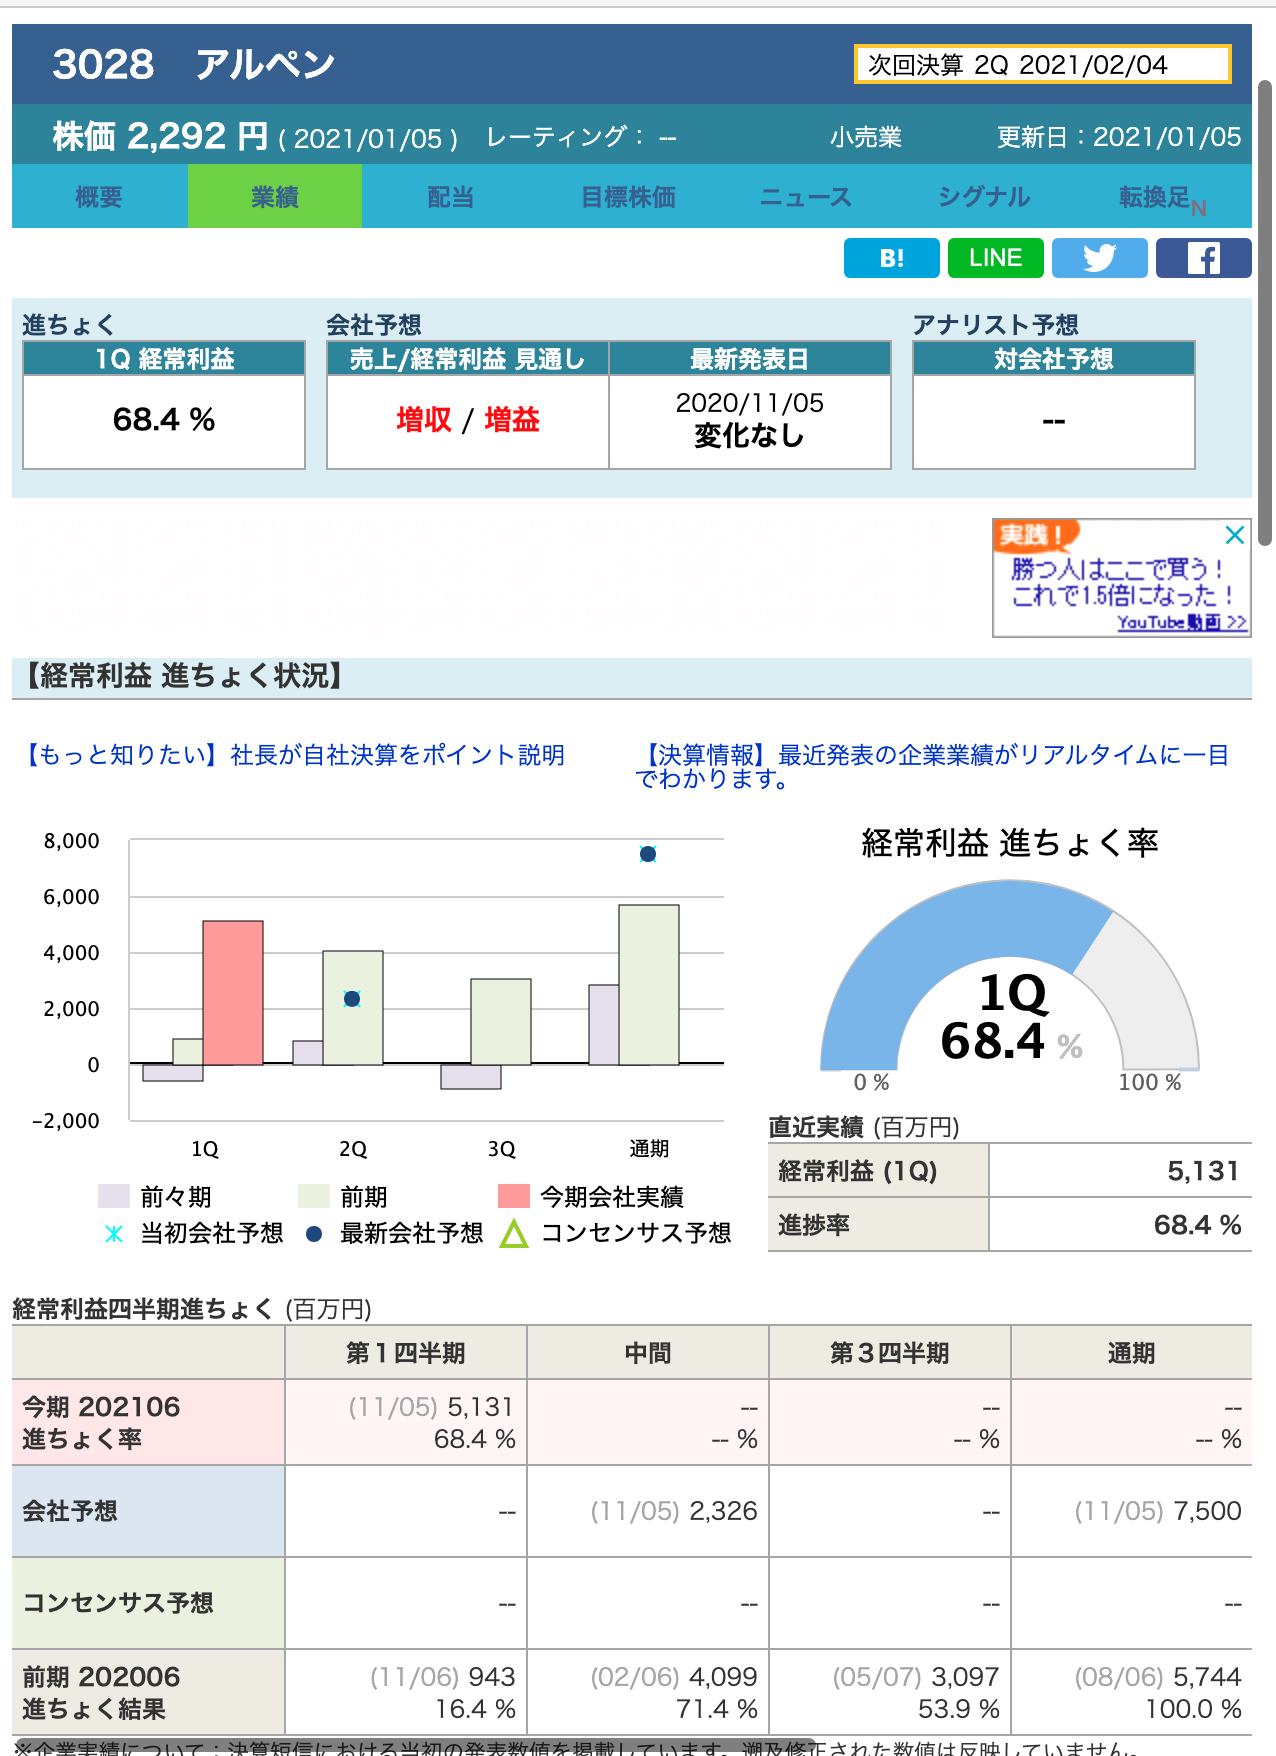 3028　アルペン
次回決算 2Q 2021/02/04
株価 2,292 円 ( 2021/01/05 ) レーティング： -- 小売業 更新日：2021/01/05
概要 業績 配当 目標株価 ニュース シグナル 転換足N
B! LINE
進ちょく 会社予想 アナリスト予想
1Q 経常利益 売上/経常利益 見通し 最新発表日 対会社予想
68.4 % 増収 / 増益 2020/11/05 --
変化なし
実践！
勝つ人はここで買う！
これで1.5倍になった！
YouTube動画 >>
【経常利益 進ちょく状況】
【もっと知りたい】社長が自社決算をポイント説明
【決算情報】最近発表の企業業績がリアルタイムに一目
でわかります。
8,000
6,000
4,000
2,000
0
-2,000
1Q 2Q 3Q 通期
前々期 前期 今期会社実績
当初会社予想 最新会社予想 コンセンサス予想
経常利益 進ちょく率
1Q
68.4 %
0 % 100 %
直近実績 (百万円)
経常利益 (1Q) 5,131
進捗率 68.4 %
経常利益四半期進ちょく (百万円)
第１四半期 中間 第３四半期 通期
今期 202106 (11/05) 5,131 -- -- --
進ちょく率 68.4 % -- % -- % -- %
会社予想 -- (11/05) 2,326 -- (11/05) 7,500
コンセンサス予想 -- -- -- --
前期 202006 (11/06) 943 (02/06) 4,099 (05/07) 3,097 (08/06) 5,744
進ちょく結果 16.4 % 71.4 % 53.9 % 100.0 %
※企業実績について：決算短信における当初の発表数値を掲載しています。遡及修正された数値は反映していません。